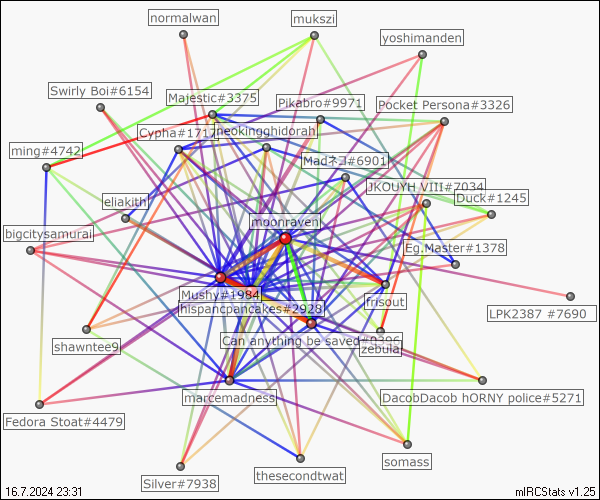 normalwan
mukszi
yoshimanden
Swirly Boi#6154
Majestic#3375
Pikabro#9971
Pocket Persona#3326
Cypha#1717
neokingghidorah
ming#4742
Madネコ#6901
JKOUYH VIII#7034
Duck#1245
eliakith
moonraven
bigcitysamurai
Eg.Master#1378
Mushy#1984
hispancpancakes#2928
frisout
LPK2387 #7690
Can anything be saved#0396
zebula
shawntee9
marcemadness
DacobDacob hORNY police#5271
Fedora Stoat#4479
somass
Silver#7938
thesecondtwat
16.7.2024 23:31
mIRCStats v1.25